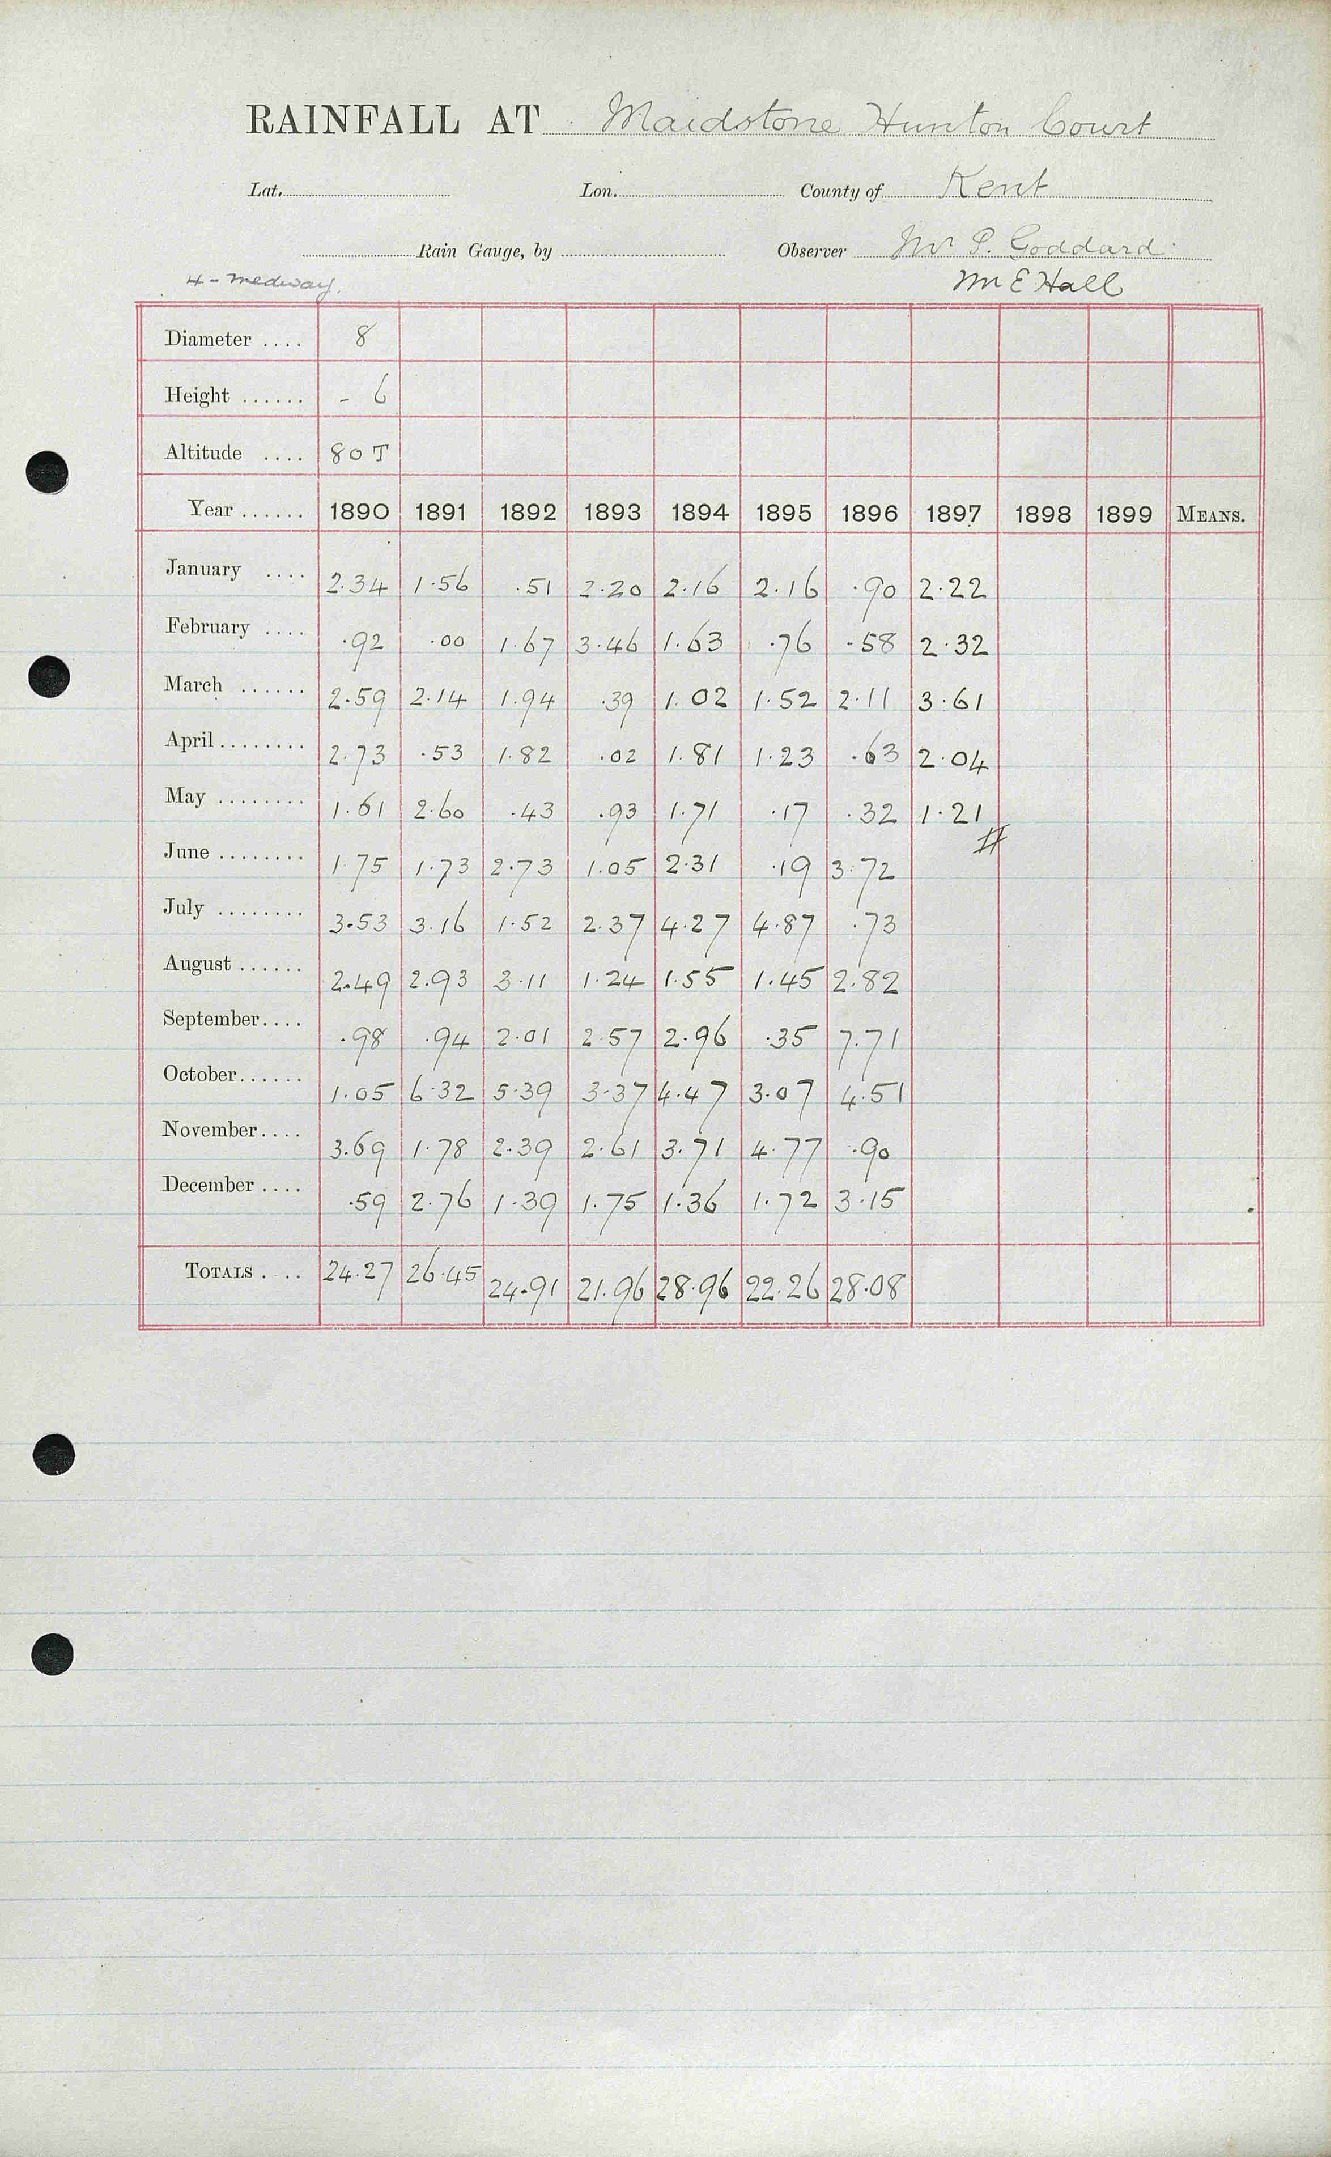 RAINFALL AT Maidstone Hunton Court
Lat. Lon. County of Kent
Rain Gauge, by Observer Mr P. Goddard
4 - Medway. Mr E Hall
Diameter .... 8
Height ...... - 6
Altitude .... 80 T
Year ...... 1890 1891 1892 1893 1894 1895 1896 1897 1898 1899 MEANS.
January .... 2.34 1.56 .51 2.20 2.16 2.16 .90 2.22
February .... .92 .00 1.67 3.46 1.63 .76 .58 2.32
March ...... 2.59 2.14 1.94 .39 1.02 1.52 2.11 3.61
April ........ 2.73 .53 1.82 .02 1.81 1.23 .63 2.04
May ........ 1.61 2.60 .43 .93 1.71 .17 .32 1.21
June ........ 1.75 1.73 2.73 1.05 2.31 .19 3.72 #
July ........ 3.53 3.16 1.52 2.37 4.27 4.87 .73
August ...... 2.49 2.93 3.11 1.24 1.55 1.45 2.82
September.... .98 .94 2.01 2.57 2.96 .35 7.71
October...... 1.05 6.32 5.39 3.37 4.47 3.07 4.51
November.... 3.69 1.78 2.39 2.61 3.71 4.77 .90
December .... .59 2.76 1.39 1.75 1.36 1.72 3.15
TOTALS .... 24.27 26.45 24.91 21.96 28.96 22.26 28.08